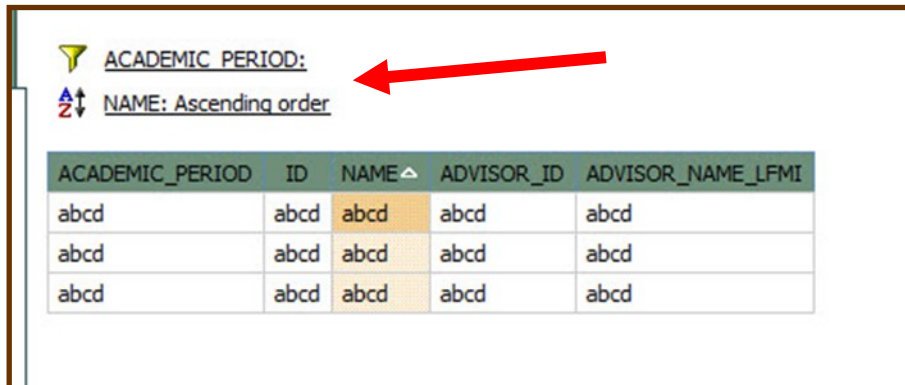 ACADEMIC_PERIOD:
NAME: Ascending order
ACADEMIC_PERIOD ID NAME ADVISOR_ID ADVISOR_NAME_LFMI
abcd abcd abcd abcd abcd
abcd abcd abcd abcd abcd
abcd abcd abcd abcd abcd